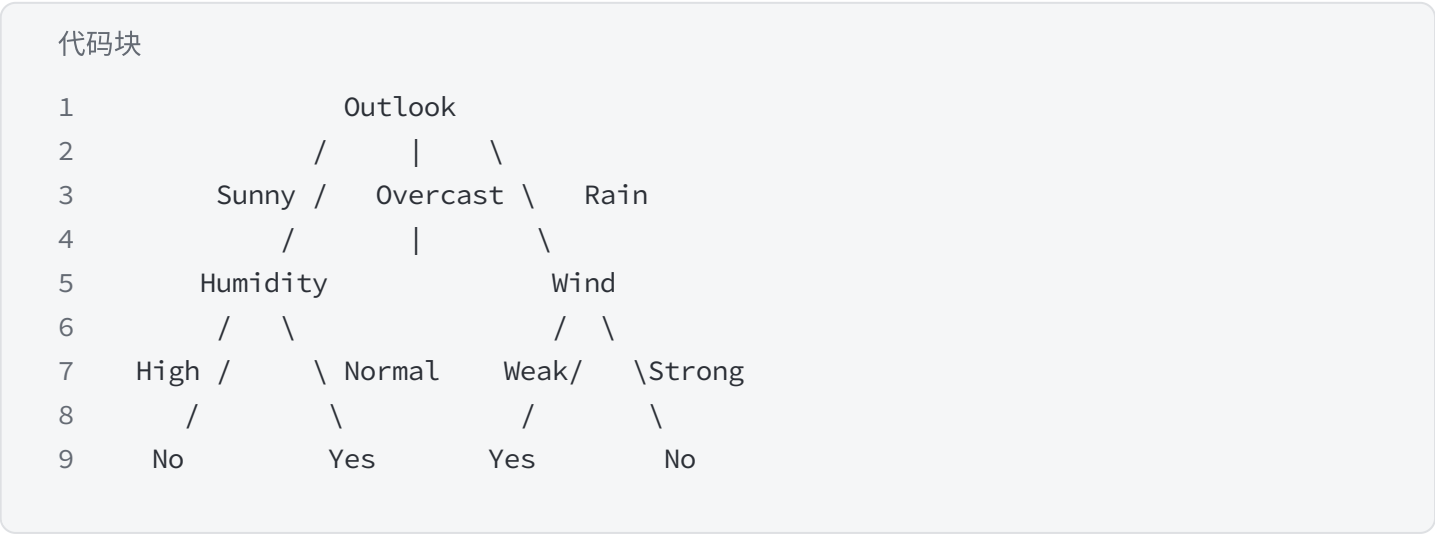 代码块
1                 Outlook
2               /     |    \
3         Sunny /   Overcast \   Rain
4             /       |       \
5        Humidity              Wind
6         /   \                /  \
7    High /     \ Normal    Weak/   \Strong
8       /        \           /       \
9     No         Yes       Yes        No